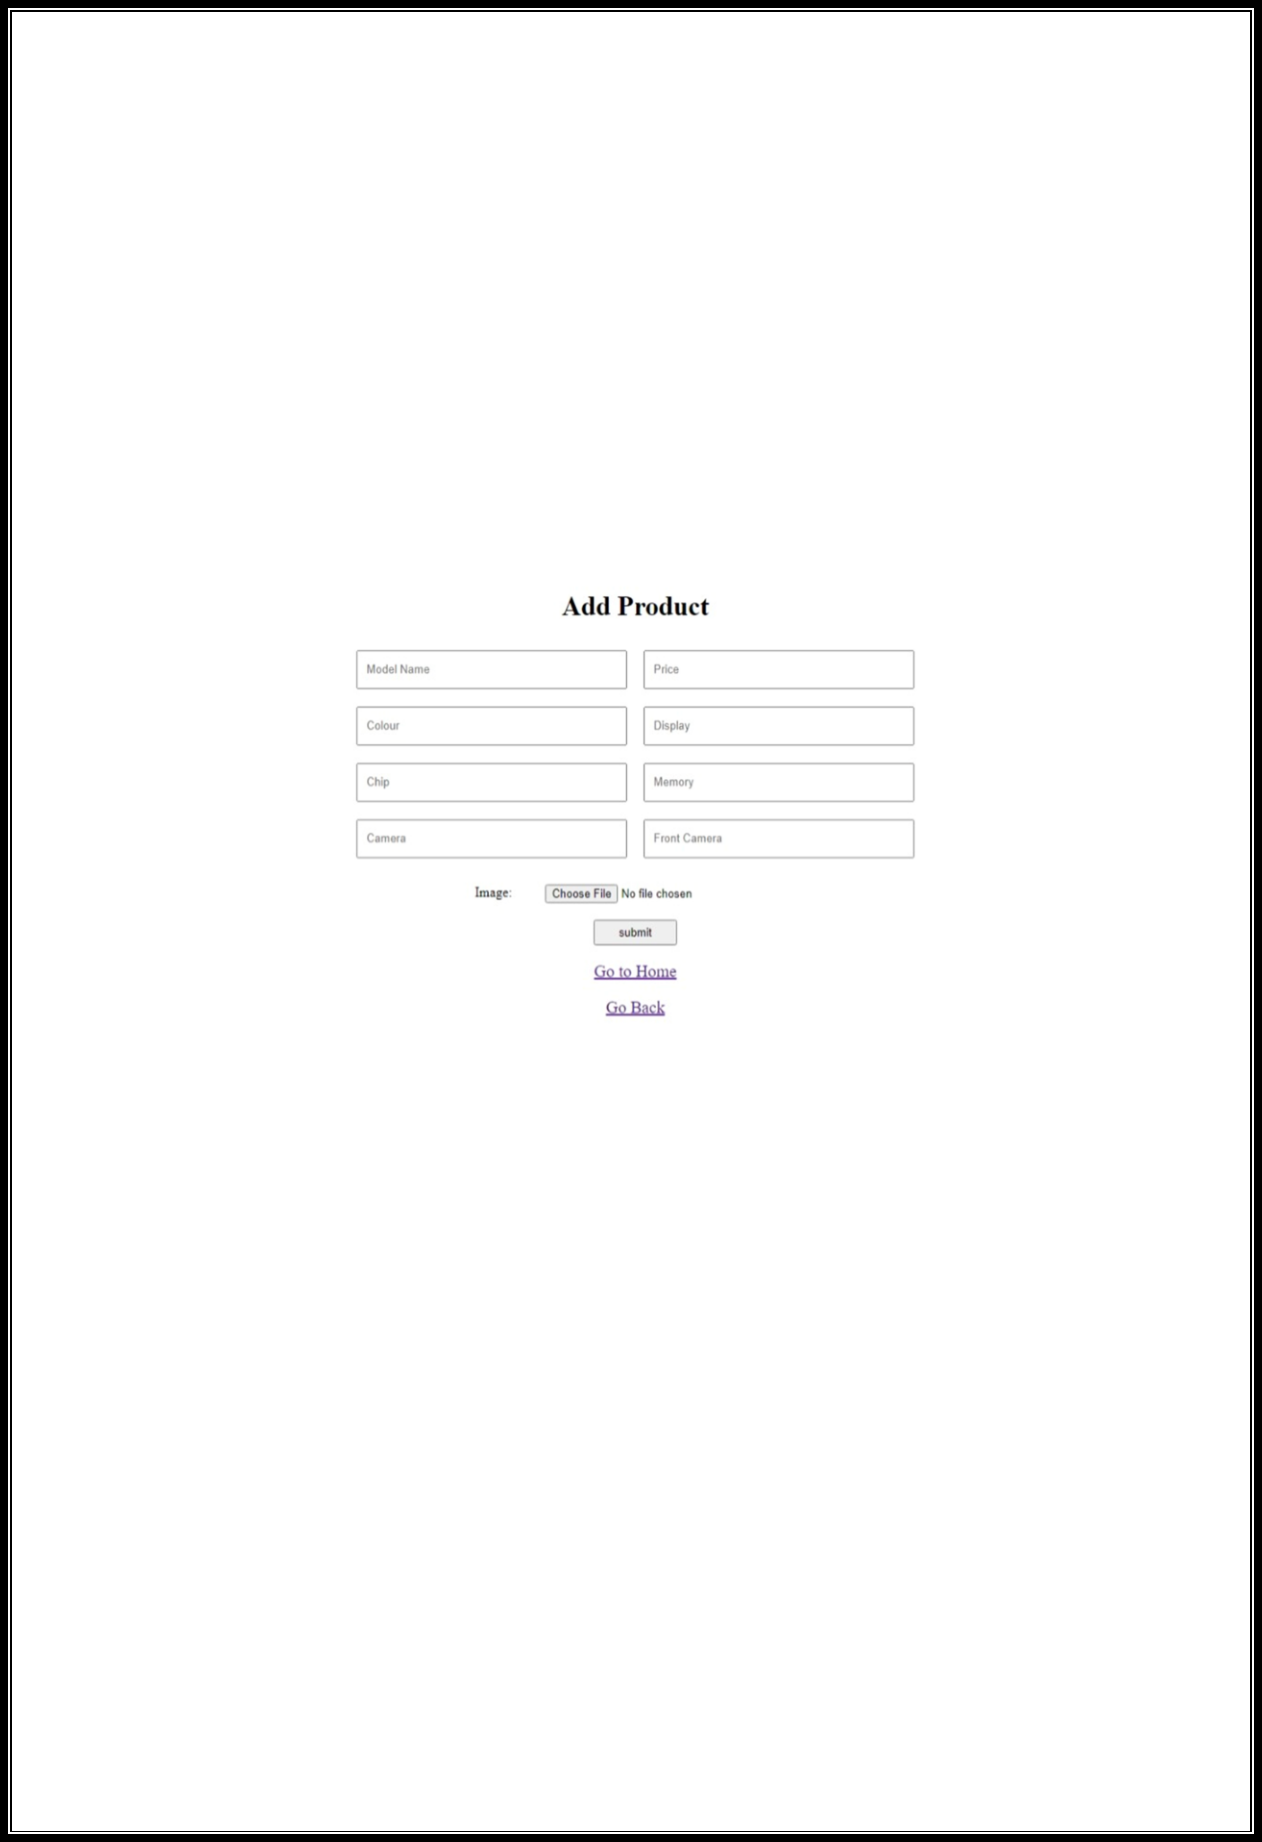 Add Product
Model Name Price
Colour Display
Chip Memory
Camera Front Camera
Image: Choose File No file chosen
submit
Go to Home
Go Back